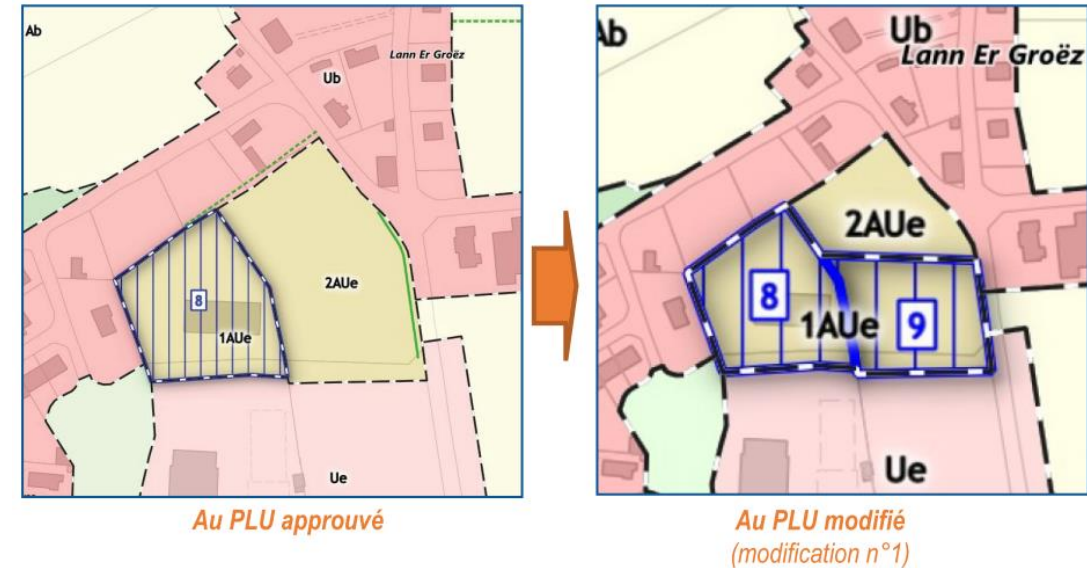 Ab
Lann Er Groëz
Ub
2AUe
8
1AUe
Ue
Au PLU approuvé
Ab
Ub
Lann Er Groëz
2AUe
8
1AUe
9
Ue
Au PLU modifié
(modification n°1)